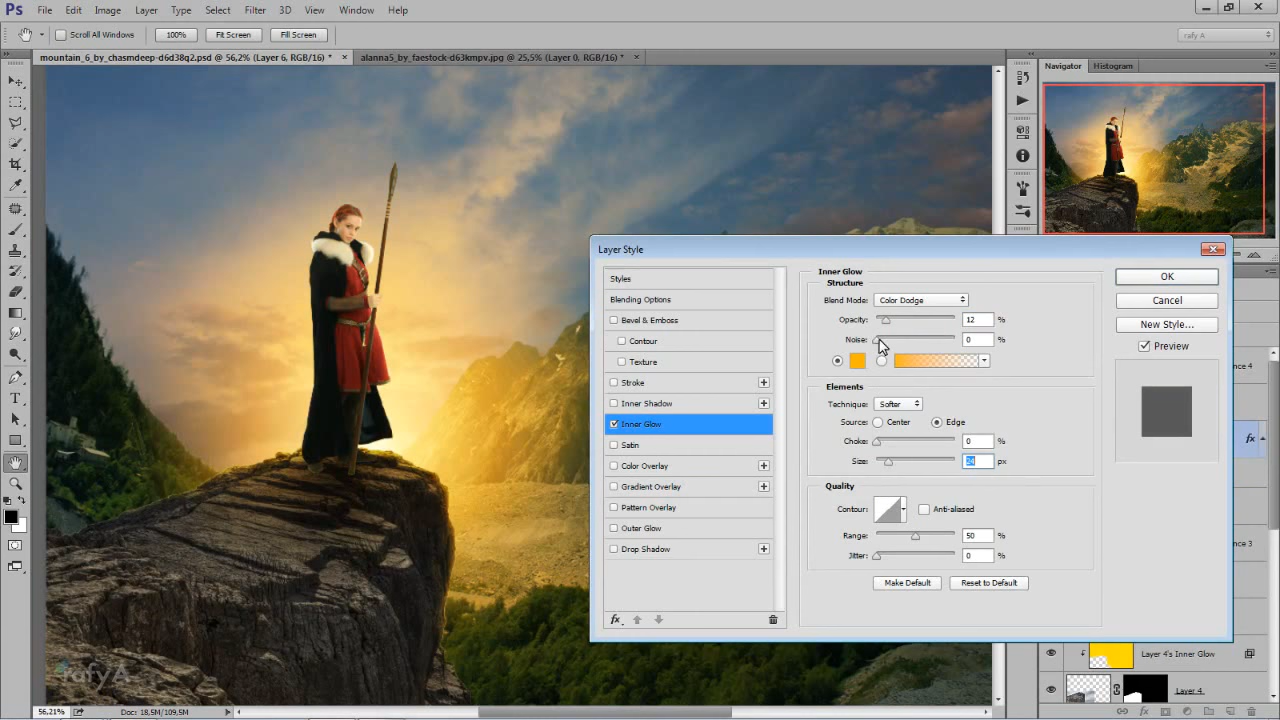 Ps File Edit Image Layer Type Select Filter 3D View Window Help
Scroll All Windows 100% Fit Screen Fill Screen rafy A
mountain_6_by_chasmdeep-d6d38q2.psd @ 56,2% (Layer 6, RGB/16) * × alanna5_by_faestock-d63kmpv.jpg @ 25,5% (Layer 0, RGB/16) * ×
Navigator Histogram
Layer Style
Styles
Blending Options
Bevel & Emboss
Contour
Texture
Stroke
Inner Shadow
Inner Glow
Satin
Color Overlay
Gradient Overlay
Pattern Overlay
Outer Glow
Drop Shadow
fx
Inner Glow
Structure
Blend Mode: Color Dodge
Opacity: 12 %
Noise: 0 %
Elements
Technique: Softer
Source: Center Edge
Choke: 0 %
Size: 24 px
Quality
Contour: Anti-aliased
Range: 50 %
Jitter: 0 %
Make Default Reset to Default
OK
Cancel
New Style...
Preview
nce 4
fx
nce 3
Layer 4's Inner Glow
Layer 4
fx
rafy A
56,21% Doc: 18,5M/109,5M